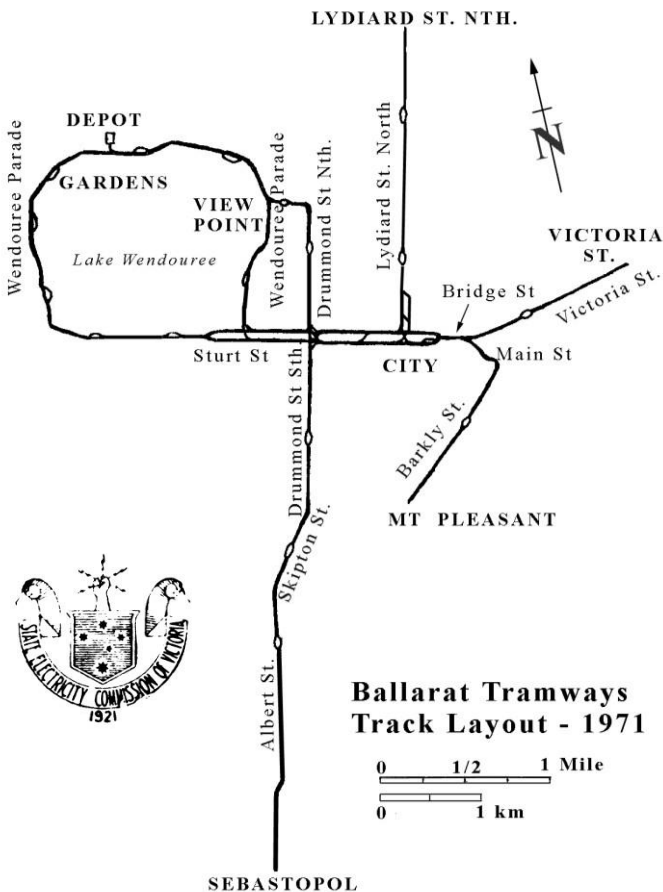 LYDIARD ST. NTH.
N
DEPOT
GARDENS
VIEW
POINT
Wendouree Parade
Lake Wendouree
Wendouree Parade
Drummond St Nth.
Lydiard St. North
VICTORIA
ST.
Victoria St.
Bridge St
Sturt St
CITY
Main St
Drummond St Sth.
Barkly St.
MT PLEASANT
Skipton St.
Albert St.
SEBASTOPOL
STATE ELECTRICITY COMMISSION OF VICTORIA
1921
Ballarat Tramways
Track Layout - 1971
0 1/2 1 Mile
0 1 km